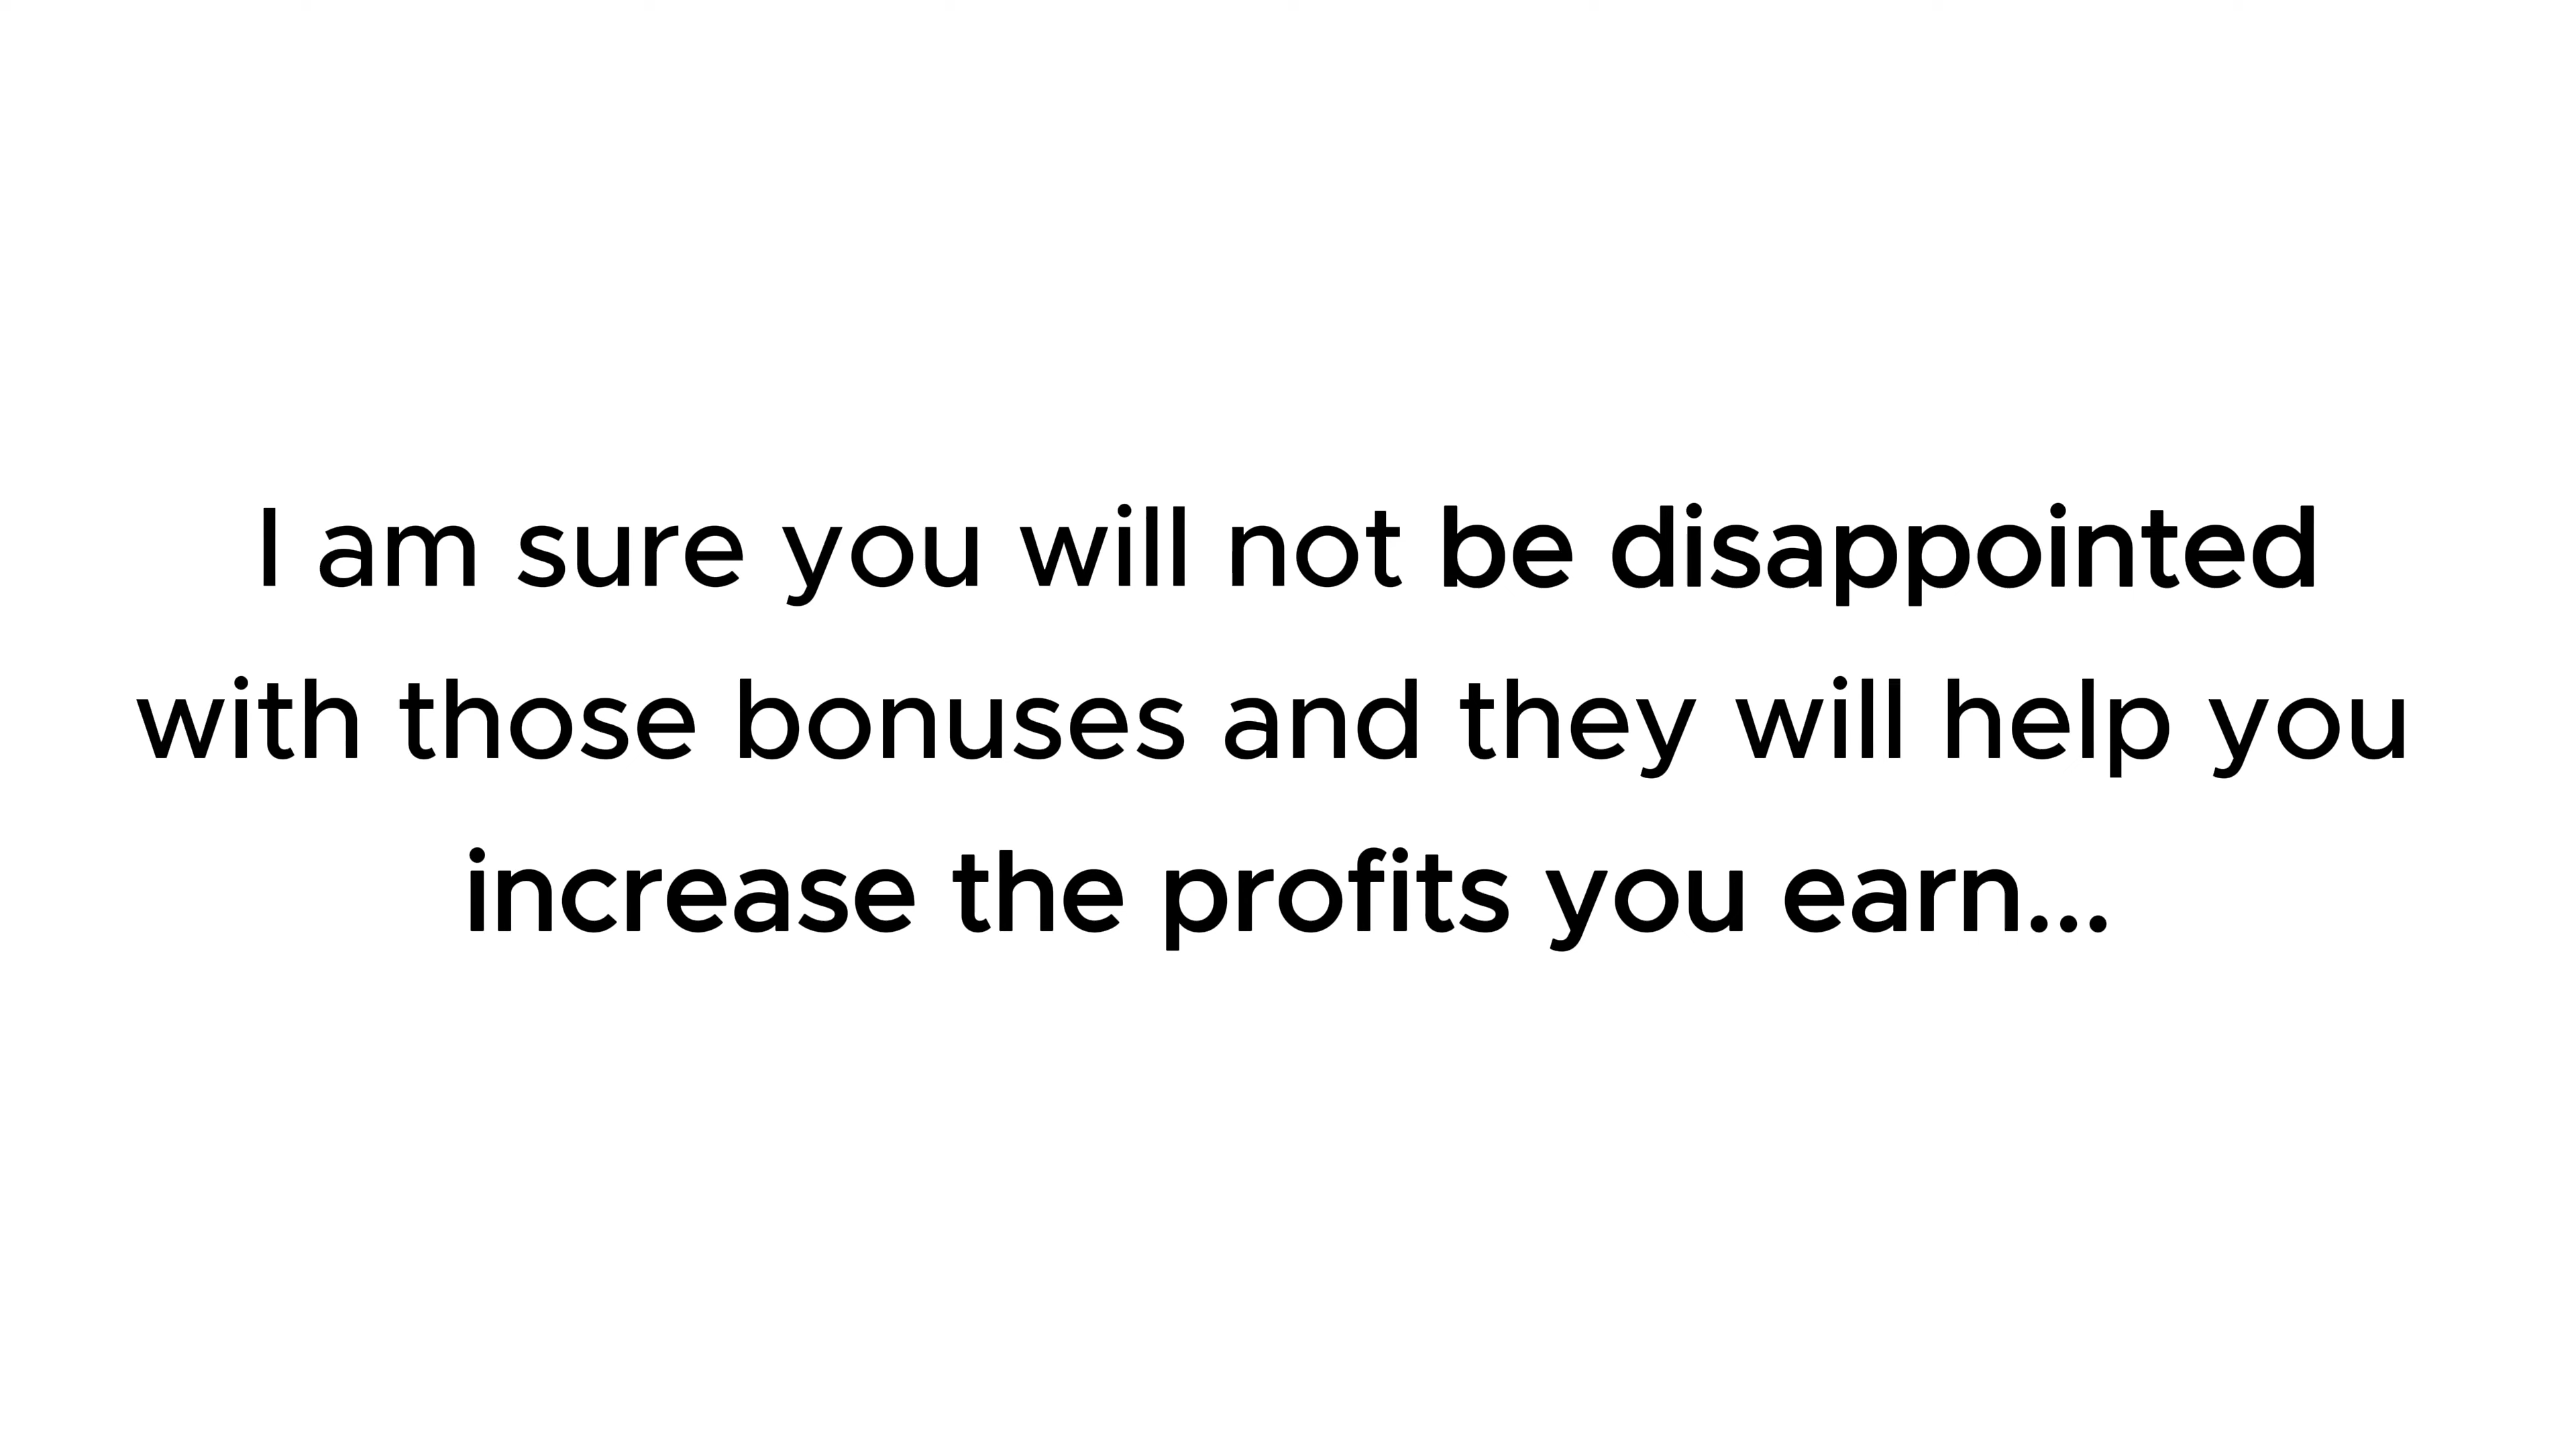 I am sure you will not be disappointed
with those bonuses and they will help you
increase the profits you earn...